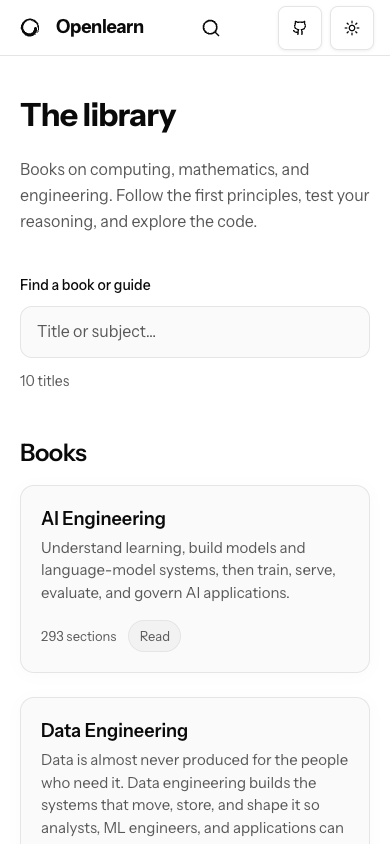 Openlearn
The library
Books on computing, mathematics, and
engineering. Follow the first principles, test your
reasoning, and explore the code.
Find a book or guide
Title or subject...
10 titles
Books
AI Engineering
Understand learning, build models and
language-model systems, then train, serve,
evaluate, and govern AI applications.
293 sections
Read
Data Engineering
Data is almost never produced for the people
who need it. Data engineering builds the
systems that move, store, and shape it so
analysts, ML engineers, and applications can